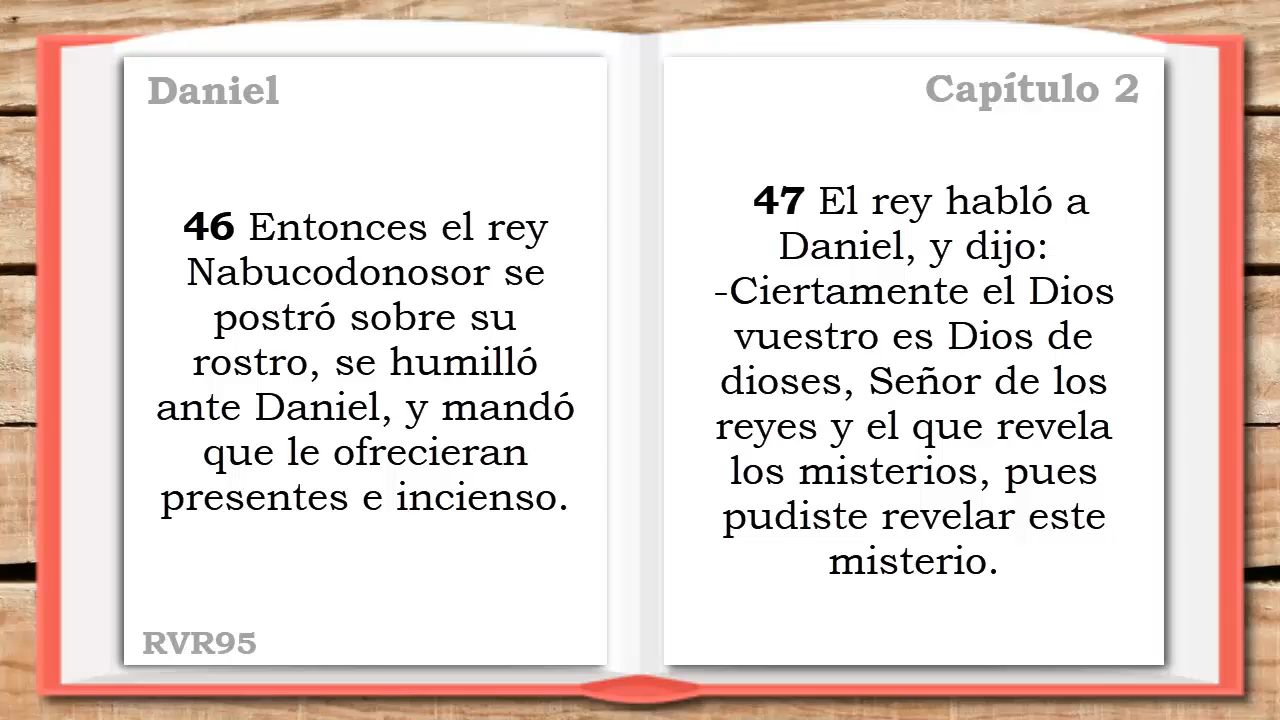 Daniel
46 Entonces el rey
Nabucodonosor se
postró sobre su
rostro, se humilló
ante Daniel, y mandó
que le ofrecieran
presentes e incienso.
RVR95
Capítulo 2
47 El rey habló a
Daniel, y dijo:
-Ciertamente el Dios
vuestro es Dios de
dioses, Señor de los
reyes y el que revela
los misterios, pues
pudiste revelar este
misterio.